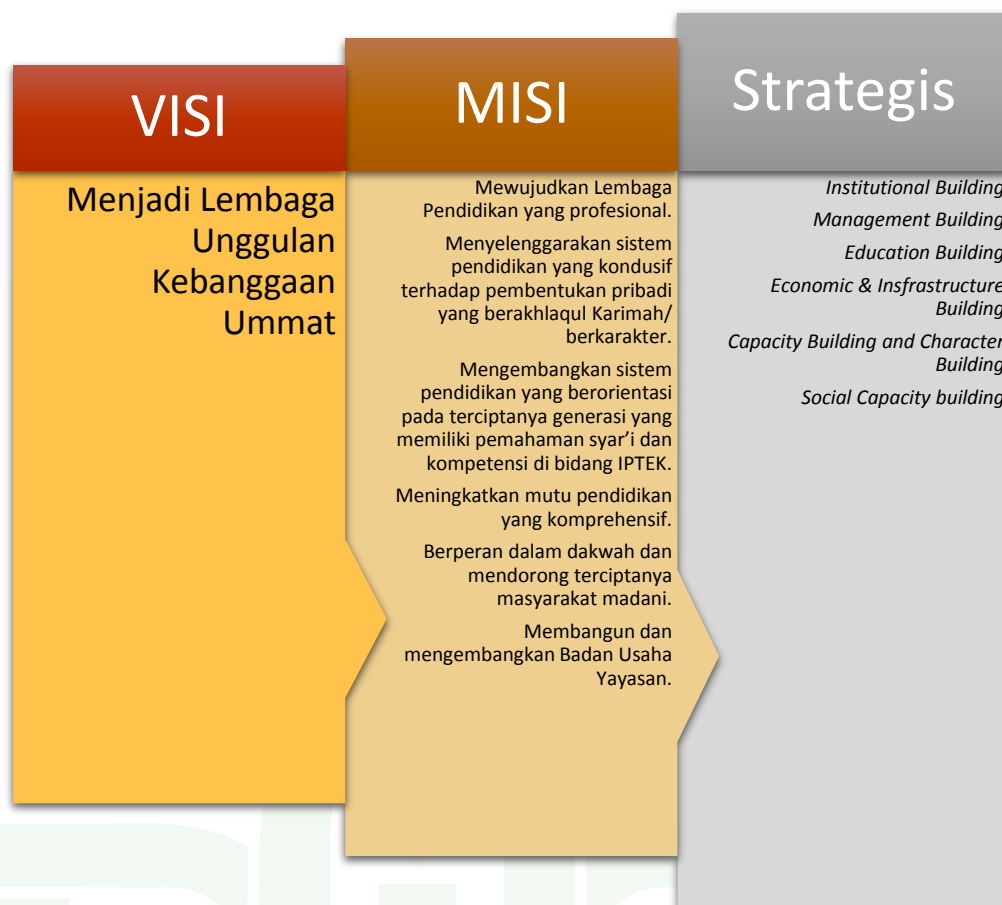 VISI
Menjadi Lembaga
Unggulan
Kebanggaan
Ummat
MISI
Mewujudkan Lembaga
Pendidikan yang profesional.
Menyelenggarakan sistem
pendidikan yang kondusif
terhadap pembentukan pribadi
yang berakhlaqul Karimah/
berkarakter.
Mengembangkan sistem
pendidikan yang berorientasi
pada terciptanya generasi yang
memiliki pemahaman syar’i dan
kompetensi di bidang IPTEK.
Meningkatkan mutu pendidikan
yang komprehensif.
Berperan dalam dakwah dan
mendorong terciptanya
masyarakat madani.
Membangun dan
mengembangkan Badan Usaha
Yayasan.
Strategis
Institutional Building
Management Building
Education Building
Economic & Insfrastructure
Building
Capacity Building and Character
Building
Social Capacity building